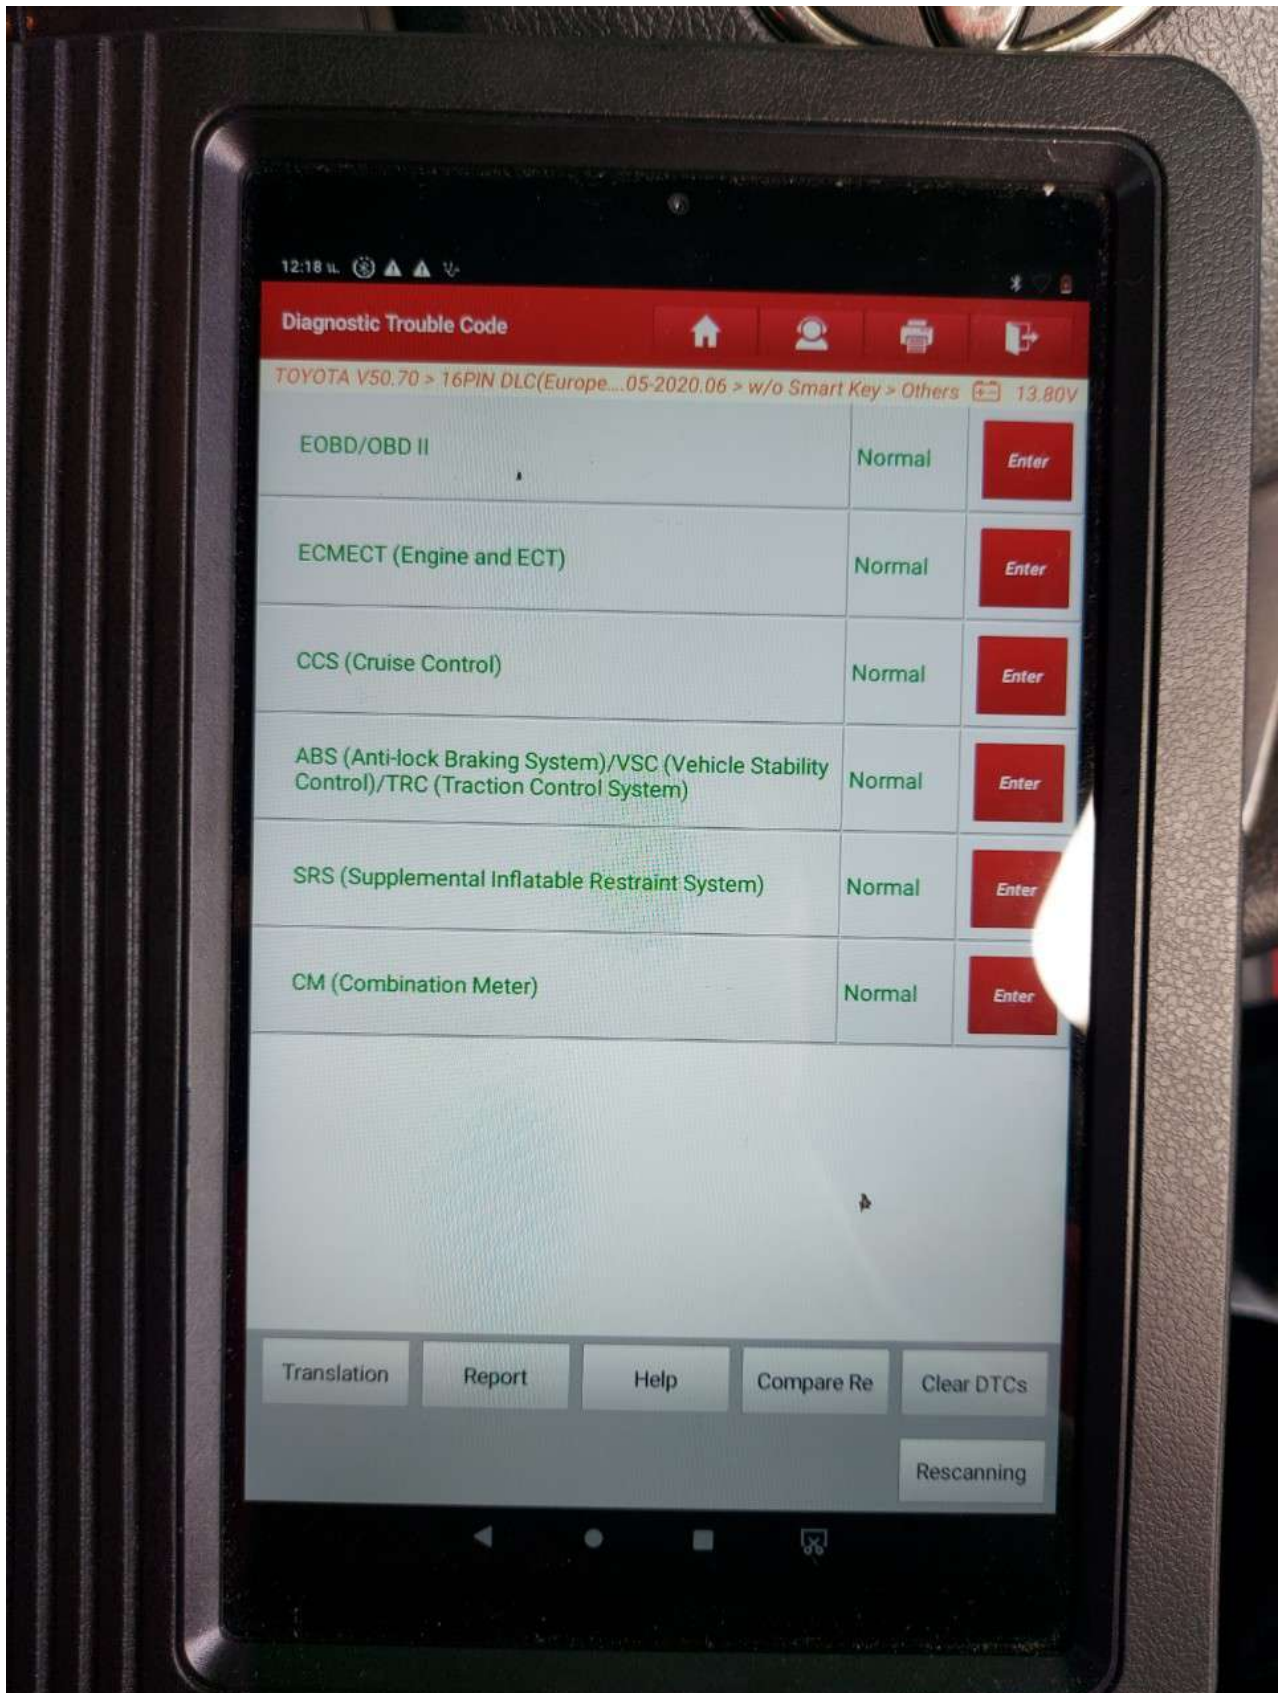 12:18
Diagnostic Trouble Code
TOYOTA V50.70 > 16PIN DLC(Europe....05-2020.06 > w/o Smart Key > Others 13.80V
EOBD/OBD II Normal Enter
ECMECT (Engine and ECT) Normal Enter
CCS (Cruise Control) Normal Enter
ABS (Anti-lock Braking System)/VSC (Vehicle Stability
Control)/TRC (Traction Control System) Normal Enter
SRS (Supplemental Inflatable Restraint System) Normal Enter
CM (Combination Meter) Normal Enter
Translation Report Help Compare Re Clear DTCs
Rescanning